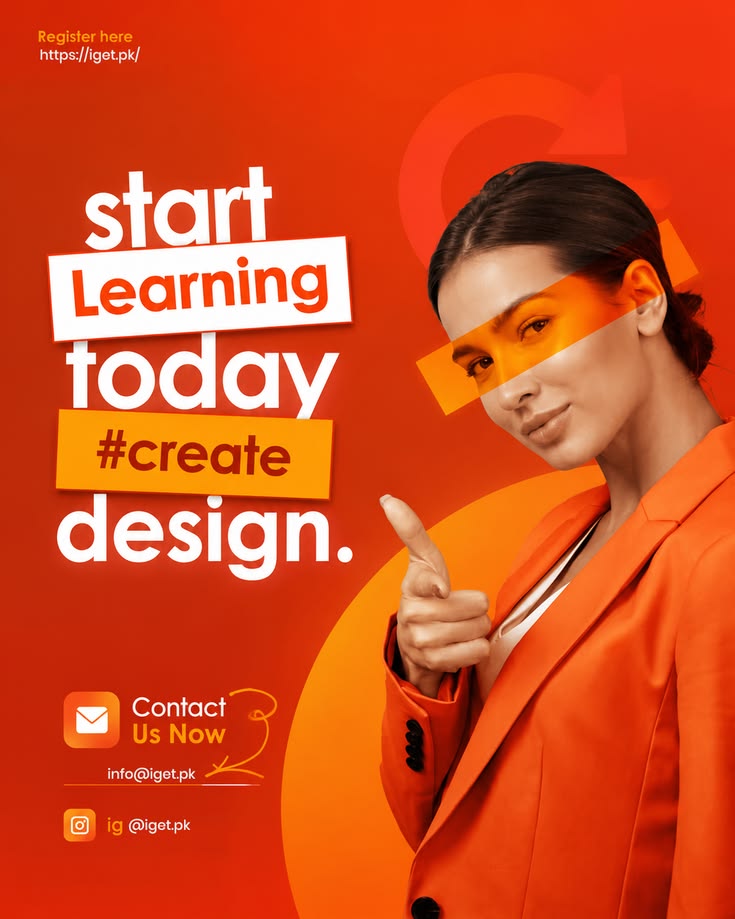 Register here
https://iget.pk/
start
Learning
today
#create
design.
Contact
Us Now
info@iget.pk
ig @iget.pk